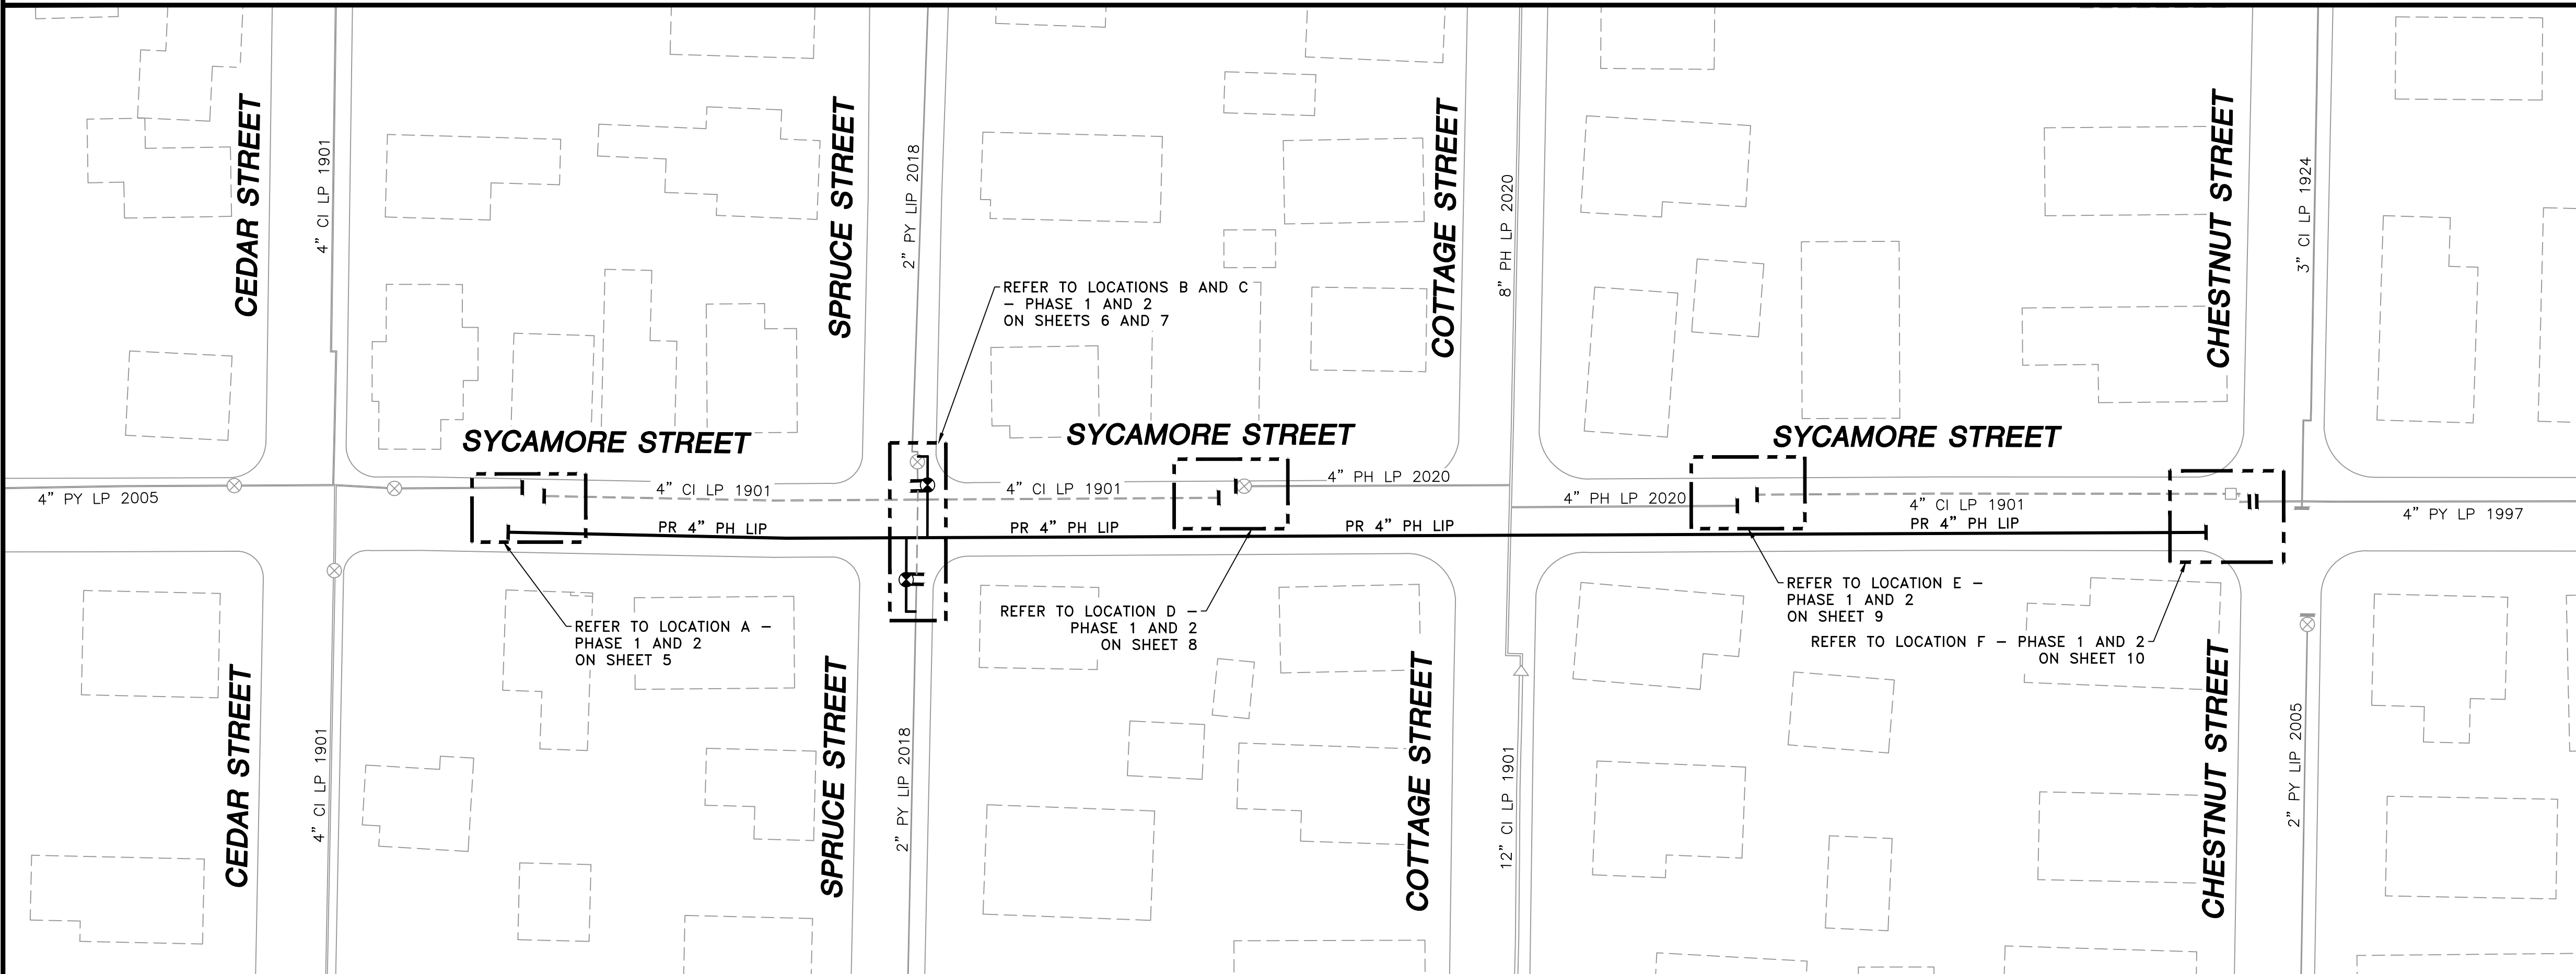 CEDAR STREET
4" CI LP 1901
SPRUCE STREET
2" PY LIP 2018
COTTAGE STREET
8" PH LP 2020
CHESTNUT STREET
3" CI LP 1924
REFER TO LOCATIONS B AND C
– PHASE 1 AND 2
ON SHEETS 6 AND 7
SYCAMORE STREET
SYCAMORE STREET
SYCAMORE STREET
4" PY LP 2005
4" CI LP 1901
4" CI LP 1901
4" PH LP 2020
4" PH LP 2020
4" CI LP 1901
4" PY LP 1997
PR 4" PH LIP
PR 4" PH LIP
PR 4" PH LIP
PR 4" PH LIP
REFER TO LOCATION A –
PHASE 1 AND 2
ON SHEET 5
REFER TO LOCATION D –
PHASE 1 AND 2
ON SHEET 8
REFER TO LOCATION E –
PHASE 1 AND 2
ON SHEET 9
REFER TO LOCATION F – PHASE 1 AND 2
ON SHEET 10
CEDAR STREET
4" CI LP 1901
SPRUCE STREET
2" PY LIP 2018
COTTAGE STREET
12" CI LP 1901
CHESTNUT STREET
2" PY LIP 2005